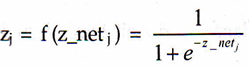 zⱼ = f(z_netⱼ) = 1 / (1 + e^(-z_netⱼ))